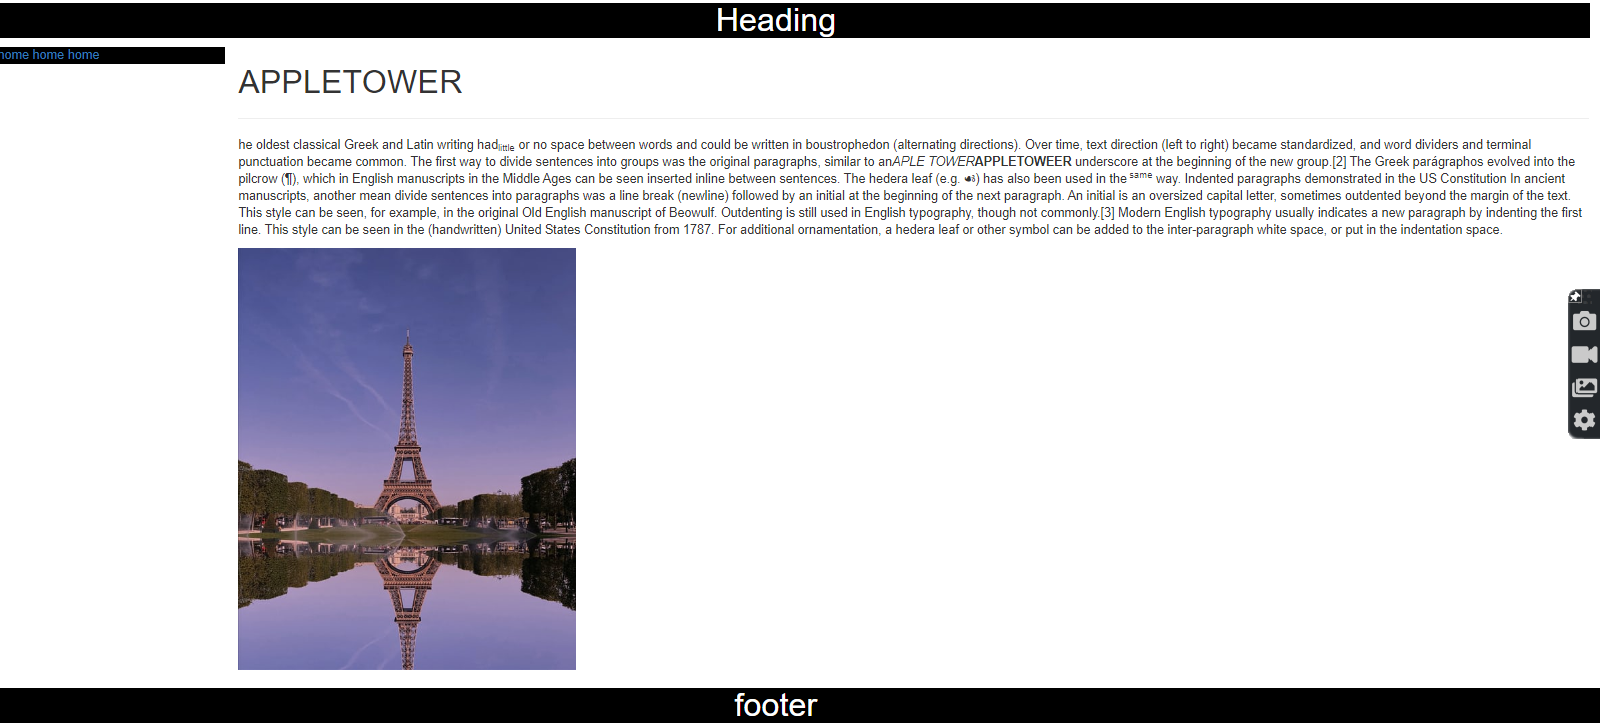 Heading
home home home
APPLETOWER
he oldest classical Greek and Latin writing had little or no space between words and could be written in boustrophedon (alternating directions). Over time, text direction (left to right) became standardized, and word dividers and terminal
punctuation became common. The first way to divide sentences into groups was the original paragraphs, similar to anAPLE TOWERAPPLETOWEER underscore at the beginning of the new group.[2] The Greek parágraphos evolved into the
pilcrow (¶), which in English manuscripts in the Middle Ages can be seen inserted inline between sentences. The hedera leaf (e.g. ☙) has also been used in the same way. Indented paragraphs demonstrated in the US Constitution In ancient
manuscripts, another mean divide sentences into paragraphs was a line break (newline) followed by an initial at the beginning of the next paragraph. An initial is an oversized capital letter, sometimes outdented beyond the margin of the text.
This style can be seen, for example, in the original Old English manuscript of Beowulf. Outdenting is still used in English typography, though not commonly.[3] Modern English typography usually indicates a new paragraph by indenting the first
line. This style can be seen in the (handwritten) United States Constitution from 1787. For additional ornamentation, a hedera leaf or other symbol can be added to the inter-paragraph white space, or put in the indentation space.
footer